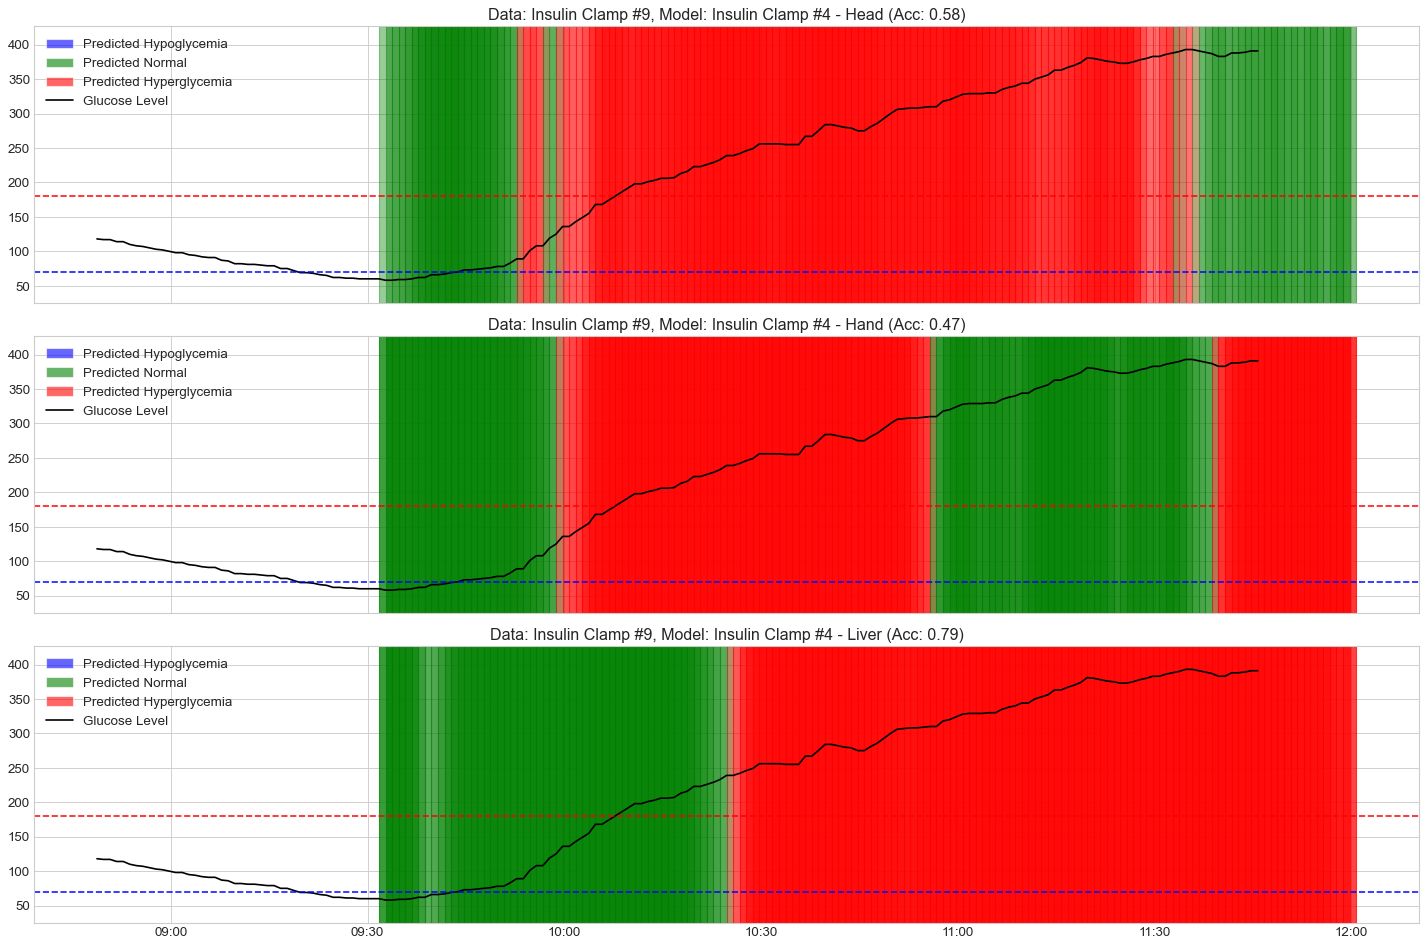 Data: Insulin Clamp #9, Model: Insulin Clamp #4 - Head (Acc: 0.58)
400
350
300
250
200
150
100
50
Predicted Hypoglycemia
Predicted Normal
Predicted Hyperglycemia
Glucose Level
Data: Insulin Clamp #9, Model: Insulin Clamp #4 - Hand (Acc: 0.47)
400
350
300
250
200
150
100
50
Predicted Hypoglycemia
Predicted Normal
Predicted Hyperglycemia
Glucose Level
Data: Insulin Clamp #9, Model: Insulin Clamp #4 - Liver (Acc: 0.79)
400
350
300
250
200
150
100
50
Predicted Hypoglycemia
Predicted Normal
Predicted Hyperglycemia
Glucose Level
09:00 09:30 10:00 10:30 11:00 11:30 12:00